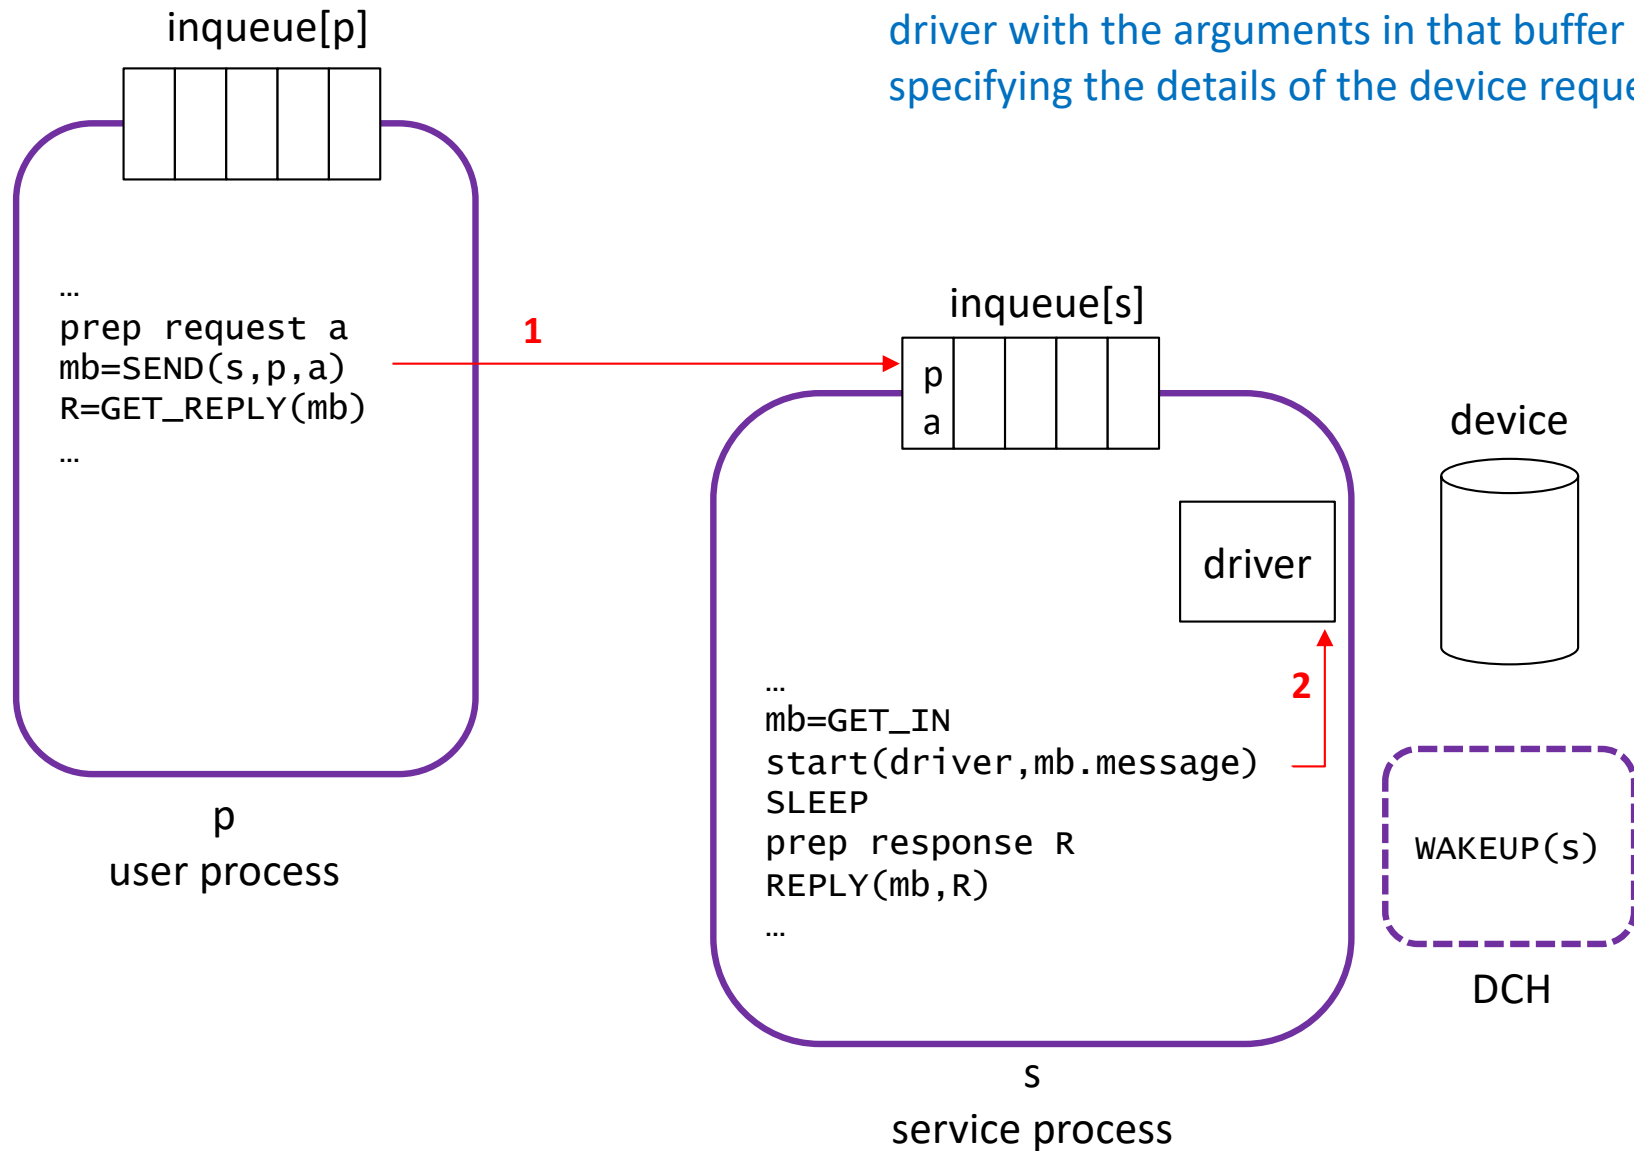 inqueue[p]
driver with the arguments in that buffer
specifying the details of the device
…
prep request a
mb=SEND(s,p,a)
R=GET_REPLY(mb)
…
1
inqueue[s]
p
a
device
driver
2
…
mb=GET_IN
start(driver,mb.message)
SLEEP
prep response R
REPLY(mb,R)
…
WAKEUP(s)
DCH
p
user process
s
service process